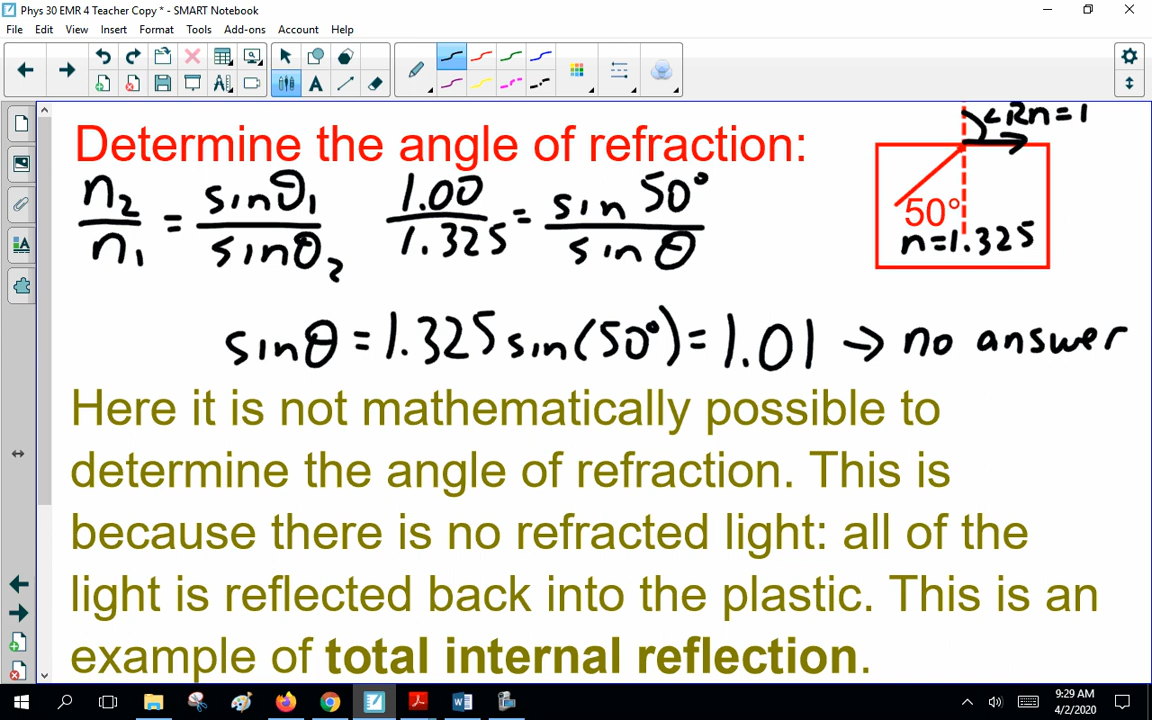 Phys 30 EMR 4 Teacher Copy * - SMART Notebook
File Edit View Insert Format Tools Add-ons Account Help
Determine the angle of refraction:
<Rn=1
n₂/n₁ = sinθ₁/sinθ₂ 1.00/1.325 = sin 50°/sin θ
50°
n=1.325
sinθ = 1.325 sin(50°) = 1.01 → no answer
Here it is not mathematically possible to
determine the angle of refraction. This is
because there is no refracted light: all of the
light is reflected back into the plastic. This is an
example of total internal reflection.
9:29 AM
4/2/2020